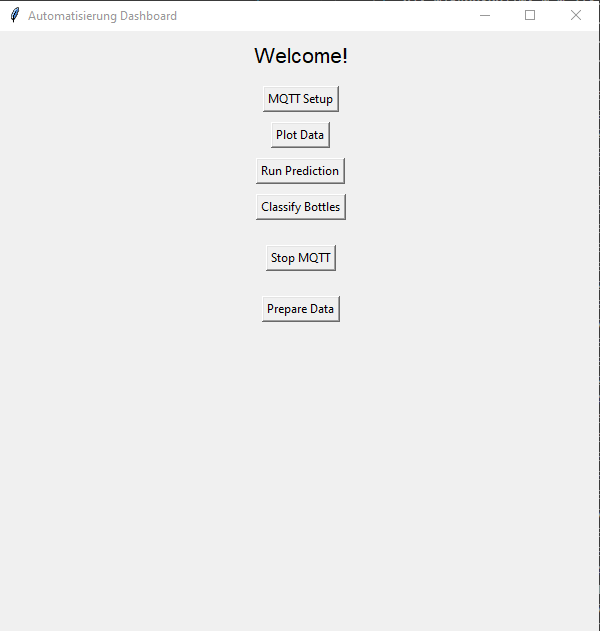 Automatisierung Dashboard
Welcome!
MQTT Setup
Plot Data
Run Prediction
Classify Bottles
Stop MQTT
Prepare Data